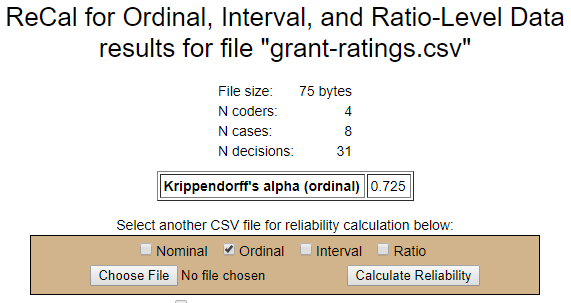 ReCal for Ordinal, Interval, and Ratio-Level Data
results for file "grant-ratings.csv"
File size: 75 bytes
N coders: 4
N cases: 8
N decisions: 31
Krippendorff's alpha (ordinal) 0.725
Select another CSV file for reliability calculation below:
Nominal Ordinal Interval Ratio
Choose File No file chosen Calculate Reliability